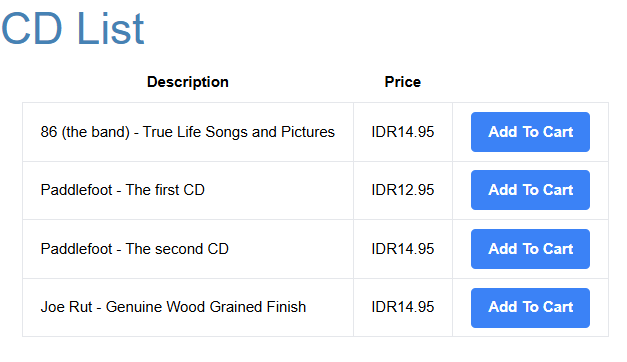 CD List
Description Price
86 (the band) - True Life Songs and Pictures IDR14.95 Add To Cart
Paddlefoot - The first CD IDR12.95 Add To Cart
Paddlefoot - The second CD IDR14.95 Add To Cart
Joe Rut - Genuine Wood Grained Finish IDR14.95 Add To Cart